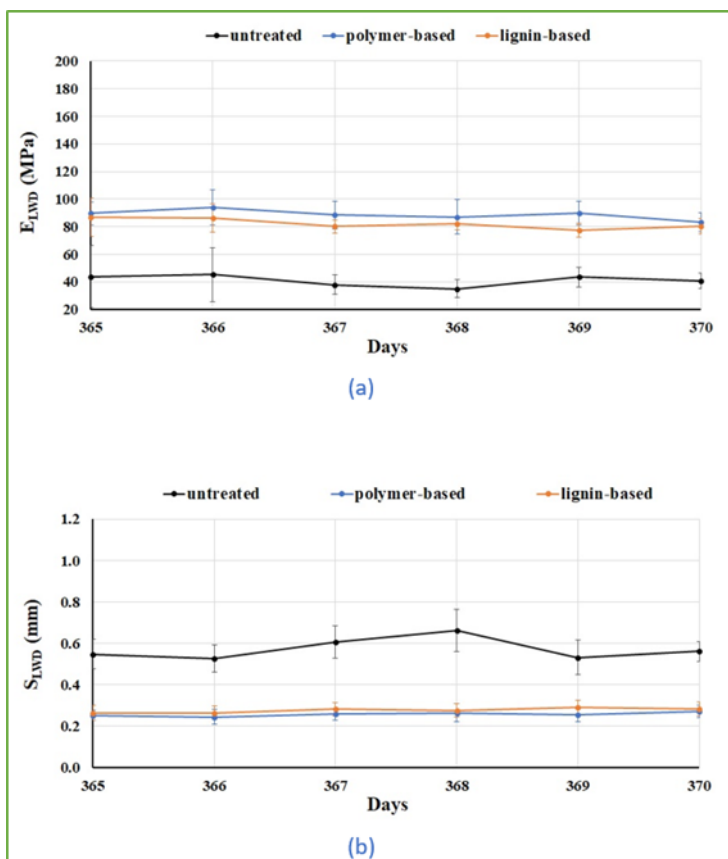 untreated polymer-based lignin-based
200
180
160
140
120
100
80
60
40
20
E_LWD (MPa)
365 366 367 368 369 370
Days
(a)
untreated polymer-based lignin-based
1.2
1.0
0.8
0.6
0.4
0.2
0.0
S_LWD (mm)
365 366 367 368 369 370
Days
(b)